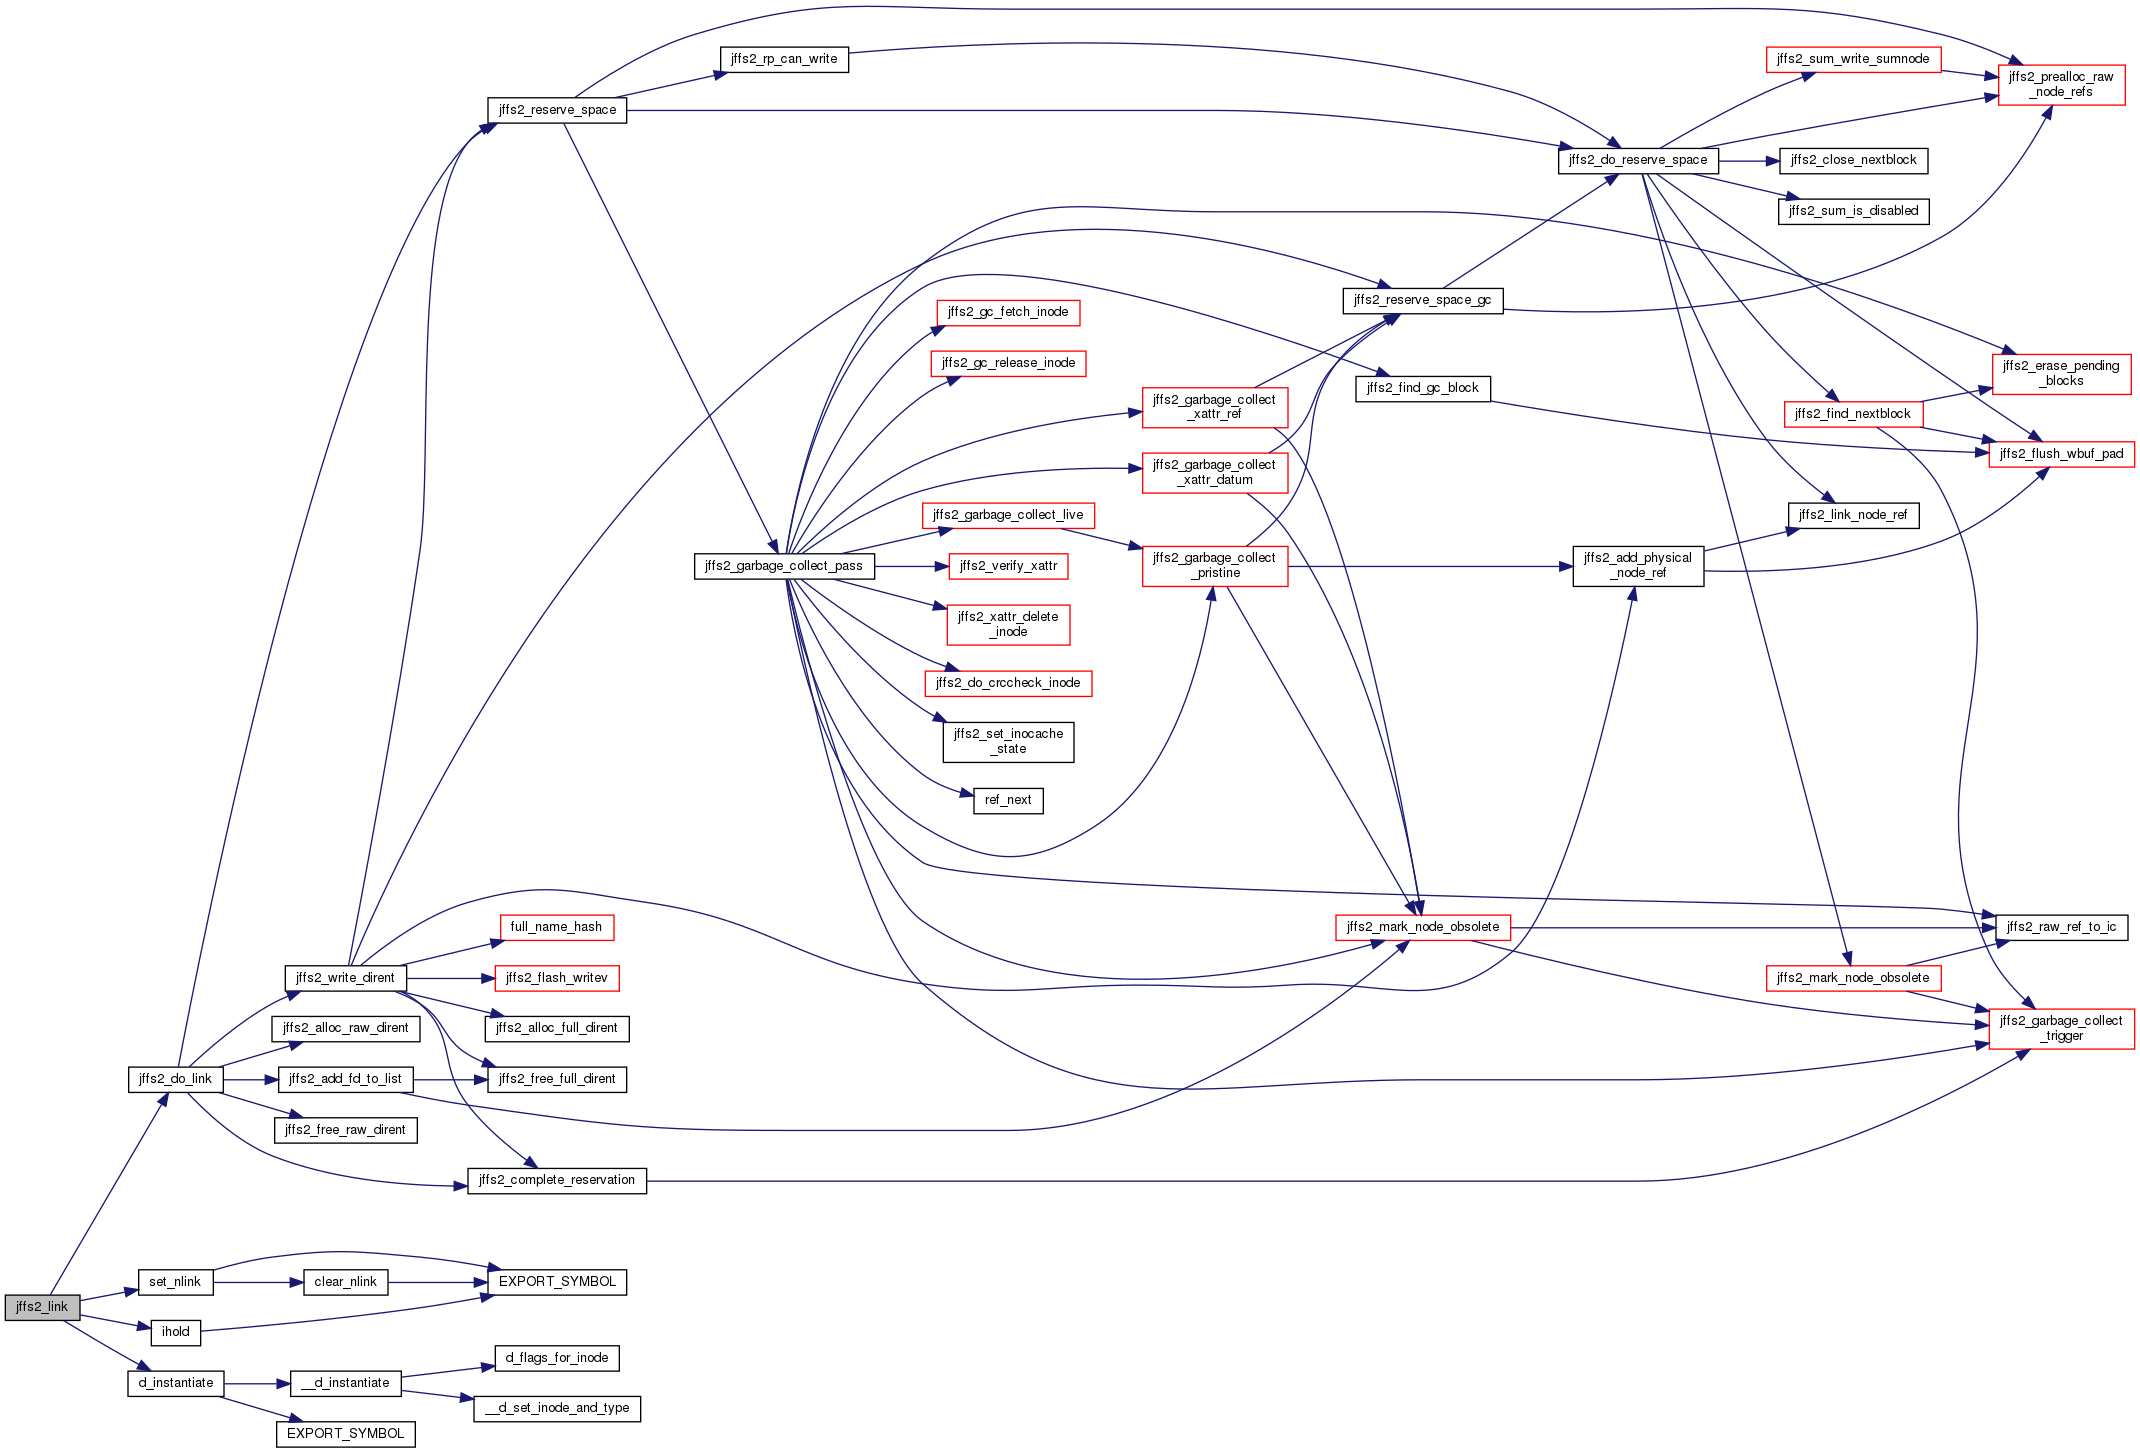 jffs2_prealloc_raw
_node_refs
jffs2_rp_can_write
jffs2_sum_write_sumnode
jffs2_reserve_space
jffs2_do_reserve_space
jffs2_close_nextblock
jffs2_sum_is_disabled
jffs2_reserve_space_gc
jffs2_gc_fetch_inode
jffs2_gc_release_inode
jffs2_find_gc_block
jffs2_erase_pending
_blocks
jffs2_garbage_collect
_xattr_ref
jffs2_find_nextblock
jffs2_flush_wbuf_pad
jffs2_garbage_collect
_xattr_datum
jffs2_garbage_collect_live
jffs2_link_node_ref
jffs2_garbage_collect_pass
jffs2_verify_xattr
jffs2_garbage_collect
_pristine
jffs2_add_physical
_node_ref
jffs2_xattr_delete
_inode
jffs2_do_crccheck_inode
jffs2_set_inocache
_state
ref_next
full_name_hash
jffs2_mark_node_obsolete
jffs2_raw_ref_to_ic
jffs2_write_dirent
jffs2_flash_writev
jffs2_mark_node_obsolete
jffs2_alloc_raw_dirent
jffs2_alloc_full_dirent
jffs2_garbage_collect
_trigger
jffs2_do_link
jffs2_add_fd_to_list
jffs2_free_full_dirent
jffs2_free_raw_dirent
jffs2_complete_reservation
set_nlink
clear_nlink
EXPORT_SYMBOL
jffs2_link
ihold
d_flags_for_inode
d_instantiate
__d_instantiate
__d_set_inode_and_type
EXPORT_SYMBOL